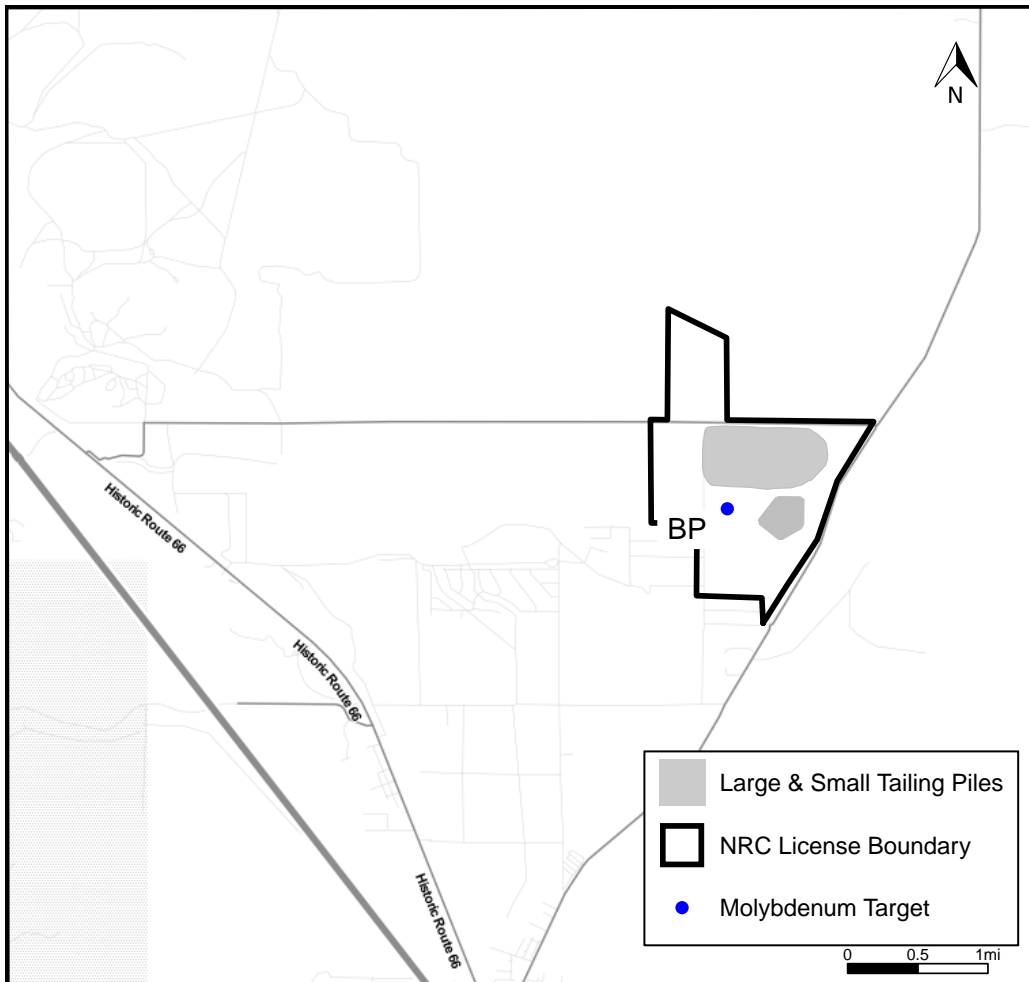 N
Historic Route 66
BP
Historic Route 66
Large & Small Tailing Piles
NRC License Boundary
Historic Route 66
Molybdenum Target
0 0.5 1mi